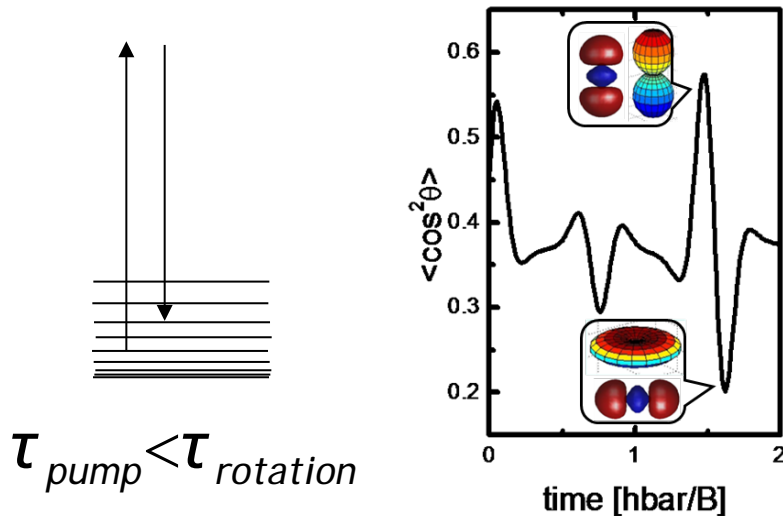 τ pump<τ rotation
<cos²θ>
0.6
0.5
0.4
0.3
0.2
0
1
2
time [hbar/B]